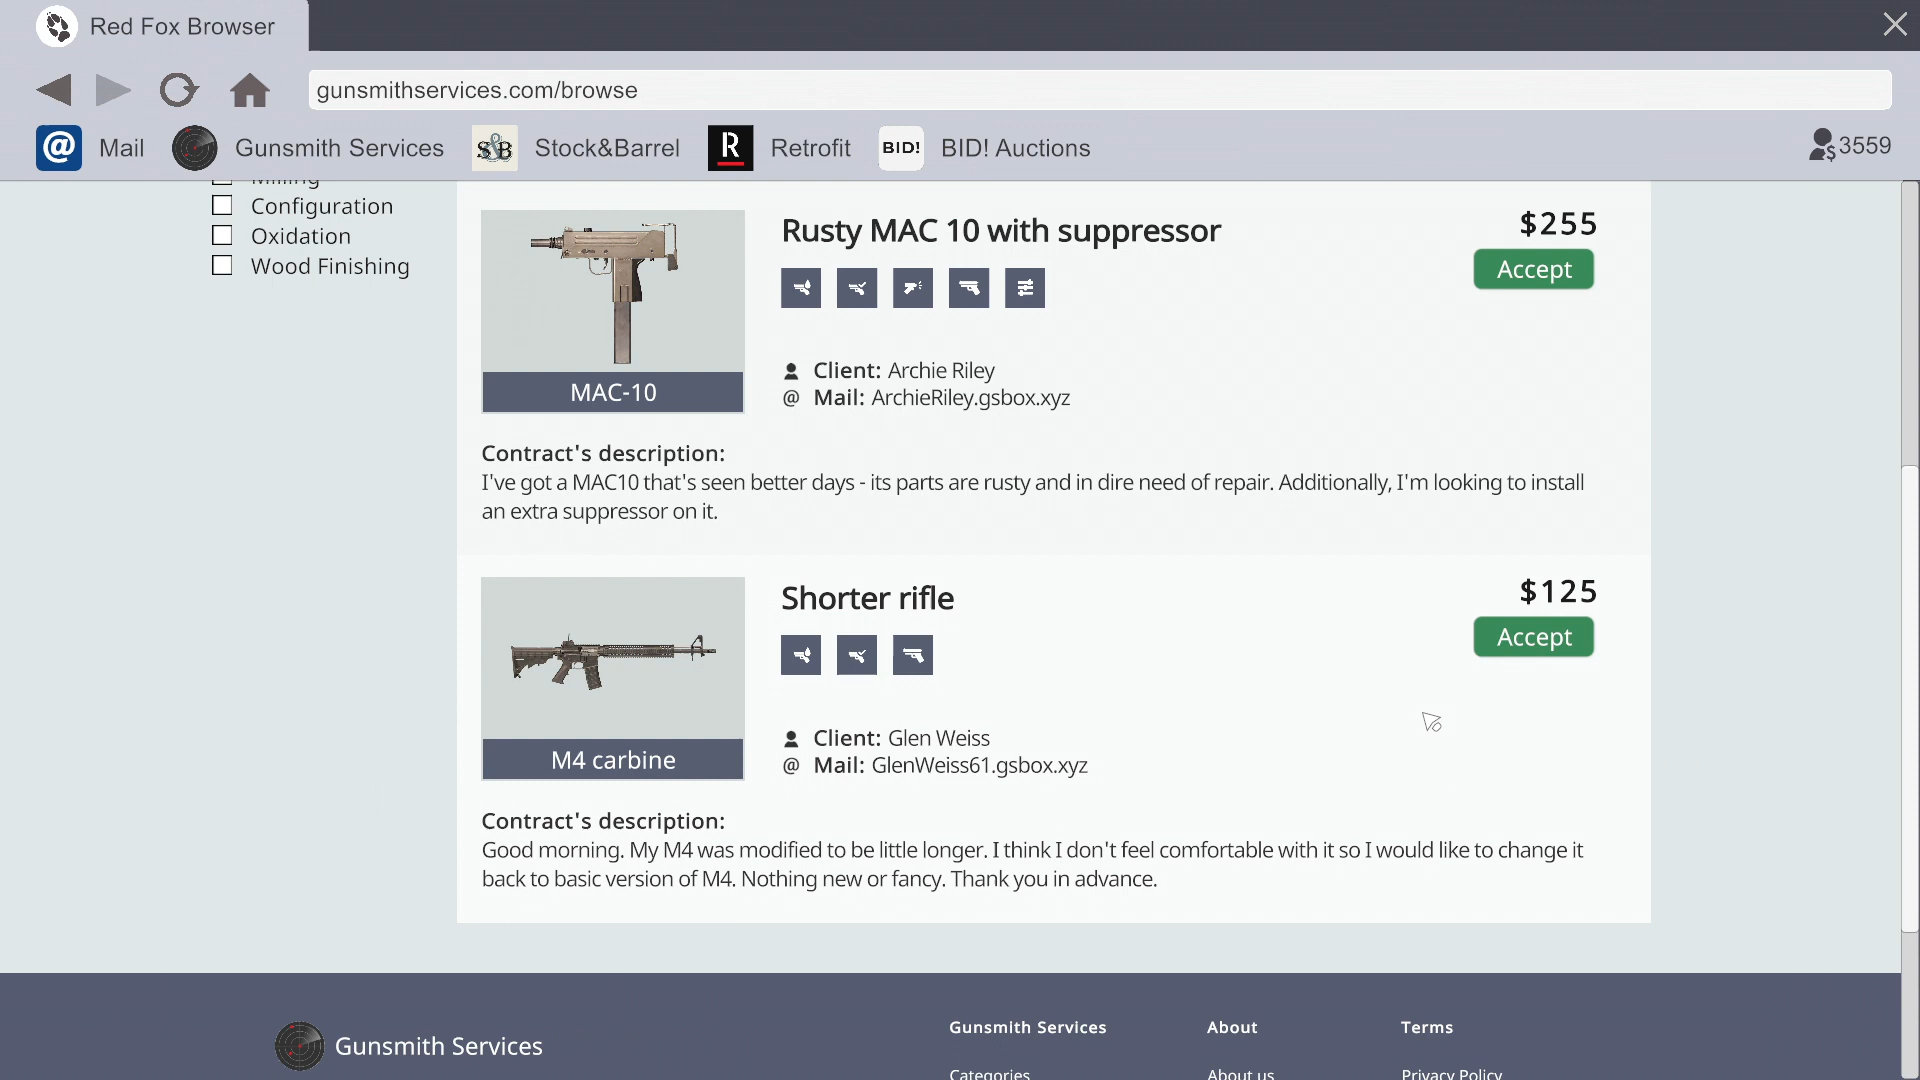 Red Fox Browser
gunsmithservices.com/browse
Mail
Gunsmith Services
S&B
Stock&Barrel
R
Retrofit
BID!
BID! Auctions
3559
Milling
Configuration
Oxidation
Wood Finishing
Rusty MAC 10 with suppressor
$255
Accept
MAC-10
Client: Archie Riley
@ Mail: ArchieRiley.gsbox.xyz
Contract's description:
I've got a MAC10 that's seen better days - its parts are rusty and in dire need of repair. Additionally, I'm looking to install
an extra suppressor on it.
Shorter rifle
$125
Accept
M4 carbine
Client: Glen Weiss
@ Mail: GlenWeiss61.gsbox.xyz
Contract's description:
Good morning. My M4 was modified to be little longer. I think I don't feel comfortable with it so I would like to change it
back to basic version of M4. Nothing new or fancy. Thank you in advance.
Gunsmith Services
Gunsmith Services
About
Terms
Categories
About us
Privacy Policy